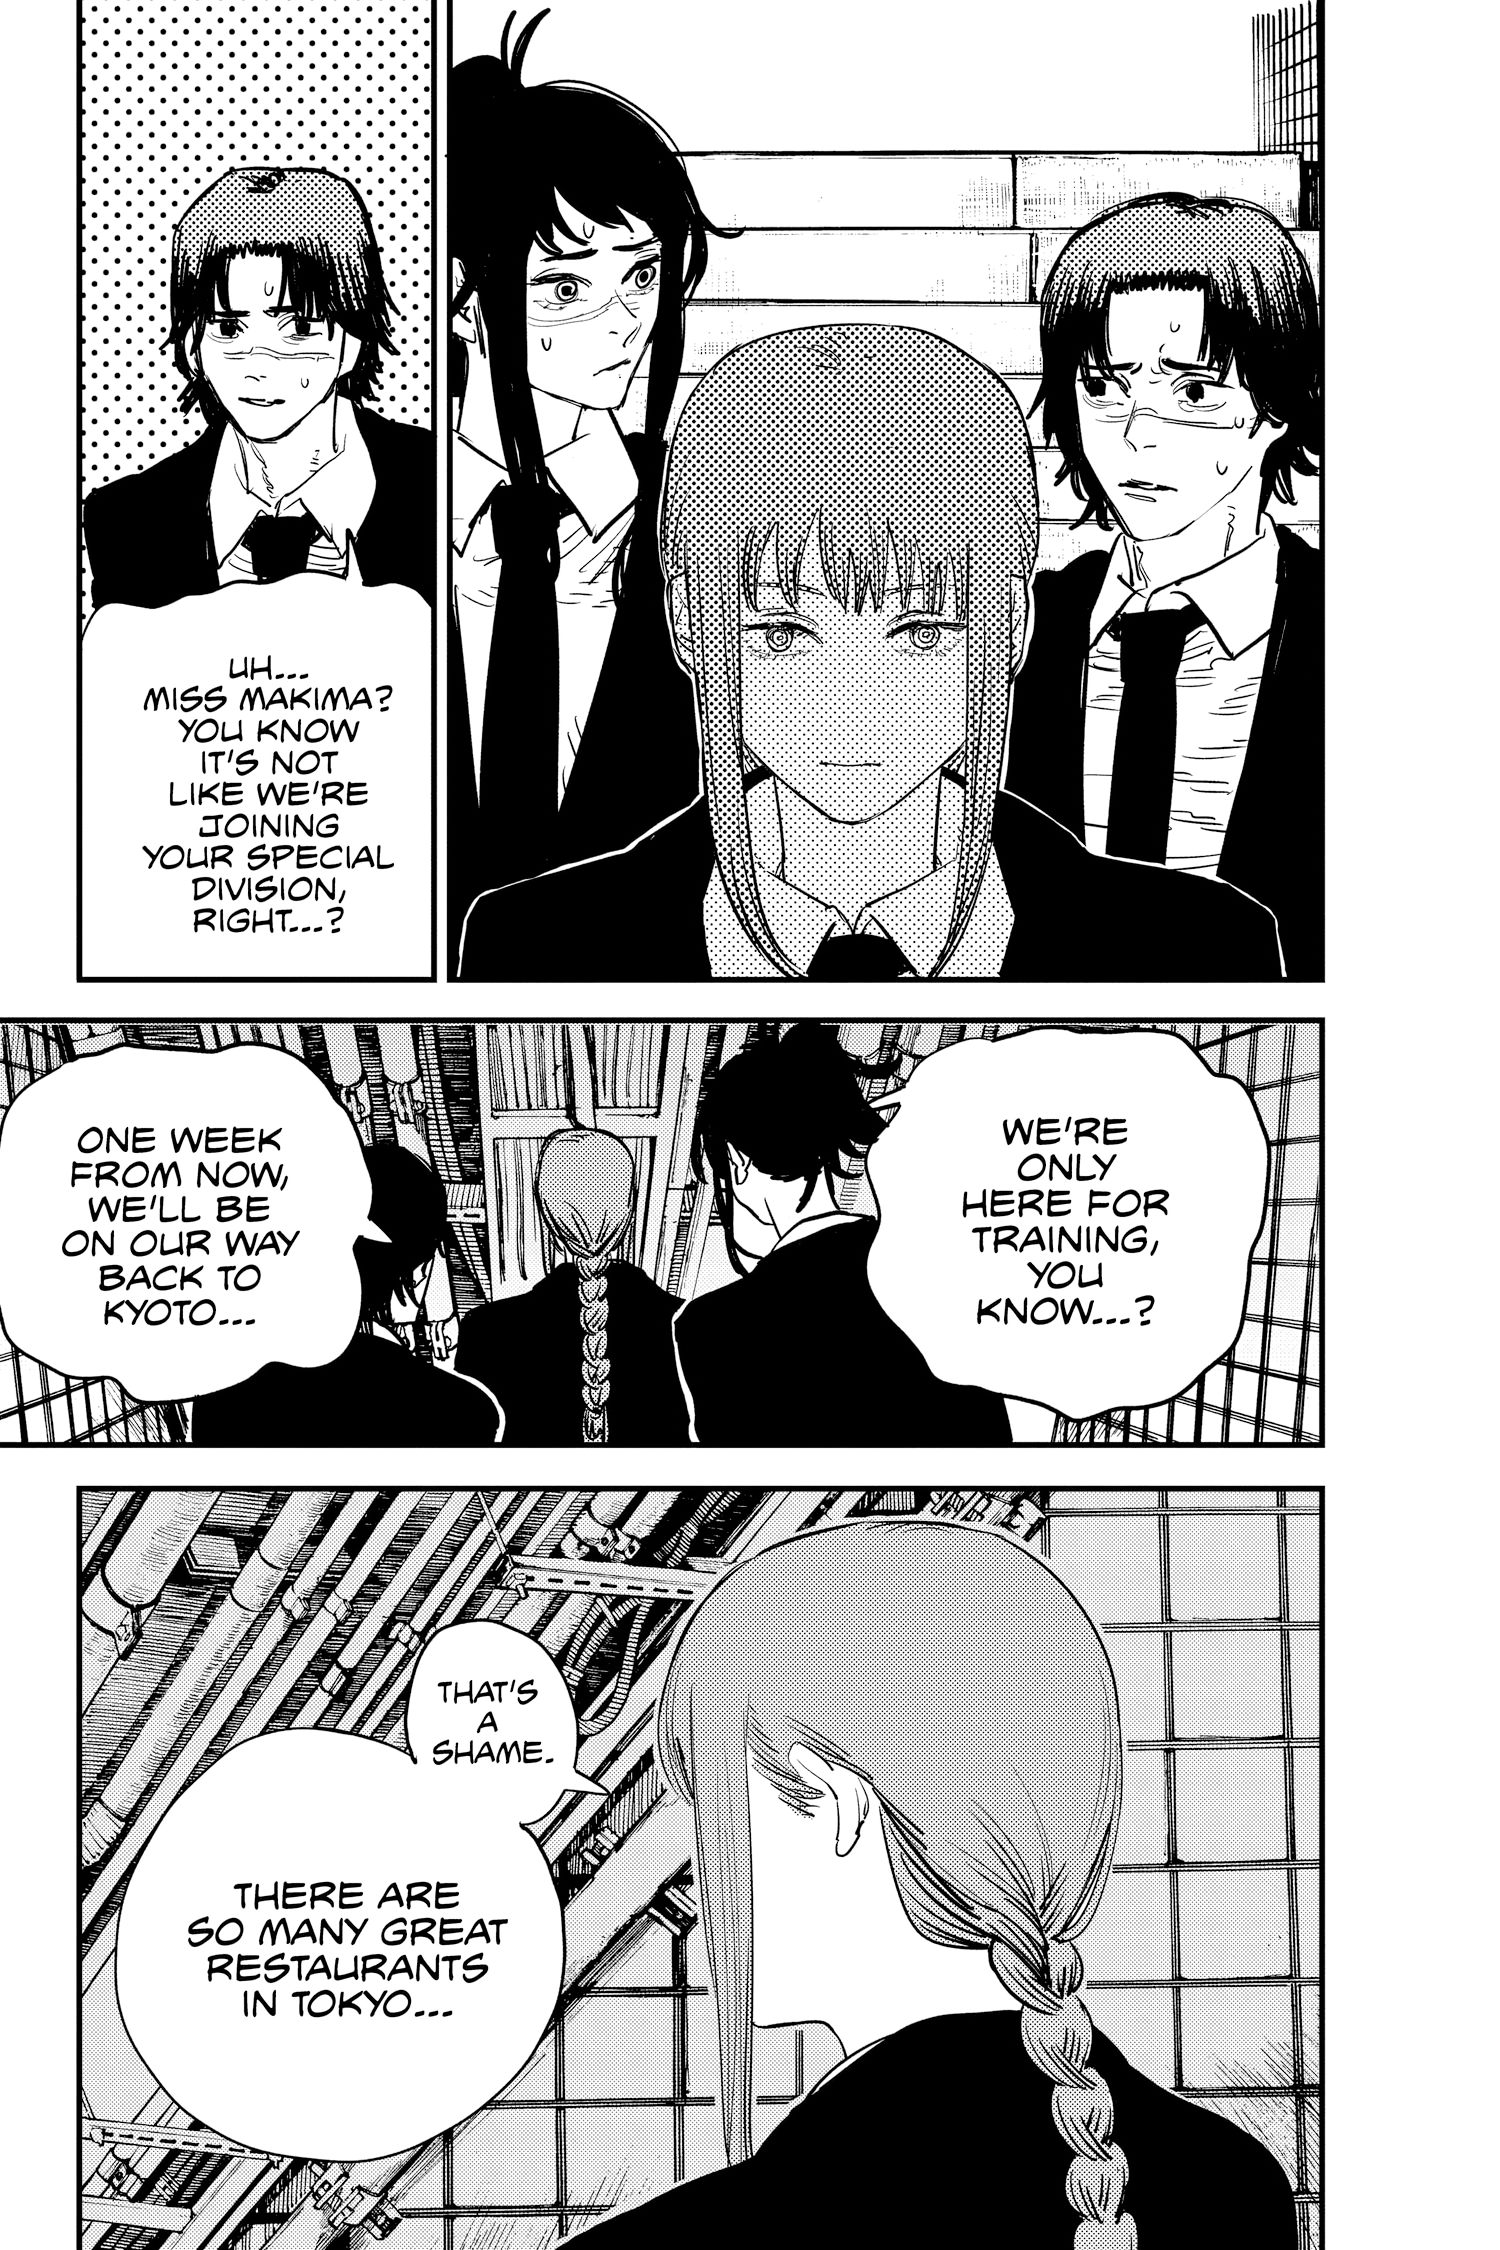 UH...
MISS MAKIMA?
YOU KNOW
IT'S NOT
LIKE WE'RE
JOINING
YOUR SPECIAL
DIVISION,
RIGHT...?
WE'RE
ONLY
HERE FOR
TRAINING,
YOU
KNOW...?
ONE WEEK
FROM NOW,
WE'LL BE
ON OUR WAY
BACK TO
KYOTO...
THAT'S
A
SHAME.
THERE ARE
SO MANY GREAT
RESTAURANTS
IN TOKYO...